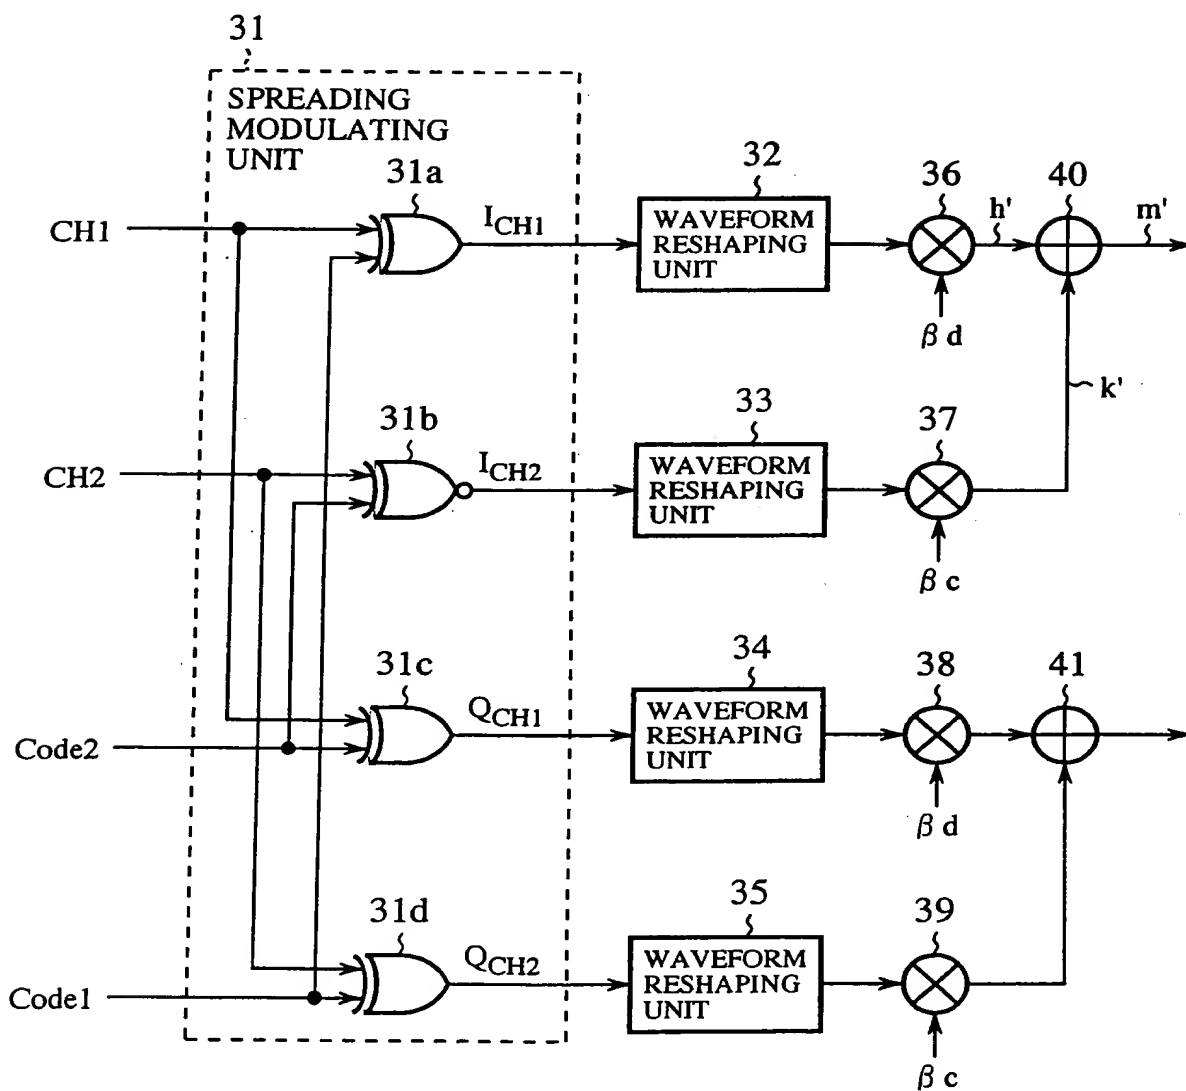 31
SPREADING
MODULATING
UNIT
31a
32
36
40
CH1
I_CH1
WAVEFORM
RESHAPING
UNIT
h'
m'
β d
k'
31b
33
37
CH2
I_CH2
WAVEFORM
RESHAPING
UNIT
β c
31c
34
38
41
Code2
Q_CH1
WAVEFORM
RESHAPING
UNIT
β d
31d
35
39
Code1
Q_CH2
WAVEFORM
RESHAPING
UNIT
β c